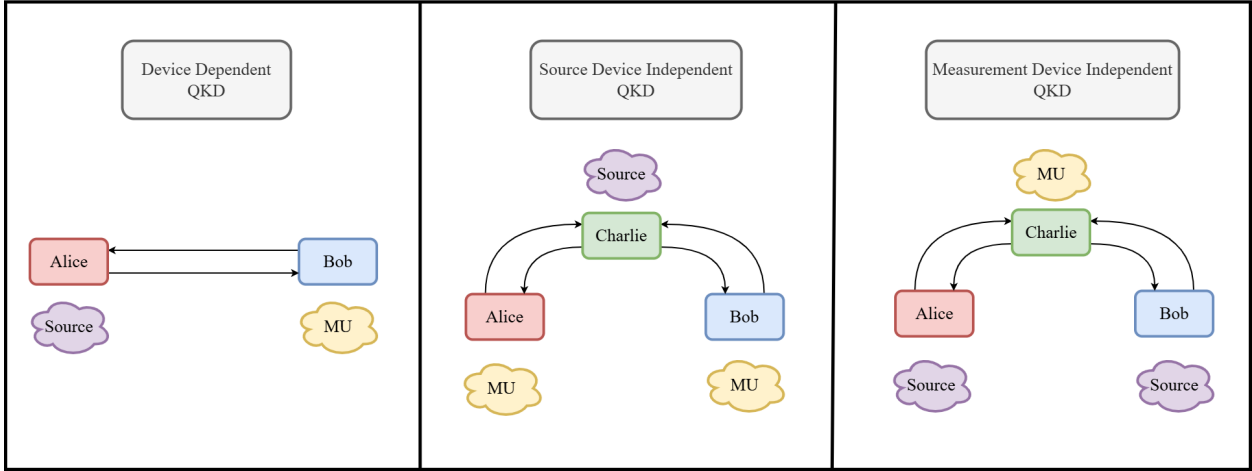 Device Dependent
QKD
Alice
Bob
Source
MU
Source Device Independent
QKD
Source
Charlie
Alice
Bob
MU
MU
Measurement Device Independent
QKD
MU
Charlie
Alice
Bob
Source
Source